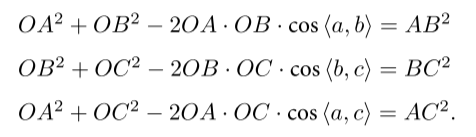 OA² + OB² − 2OA · OB · cos ⟨a, b⟩ = AB²
OB² + OC² − 2OB · OC · cos ⟨b, c⟩ = BC²
OA² + OC² − 2OA · OC · cos ⟨a, c⟩ = AC².